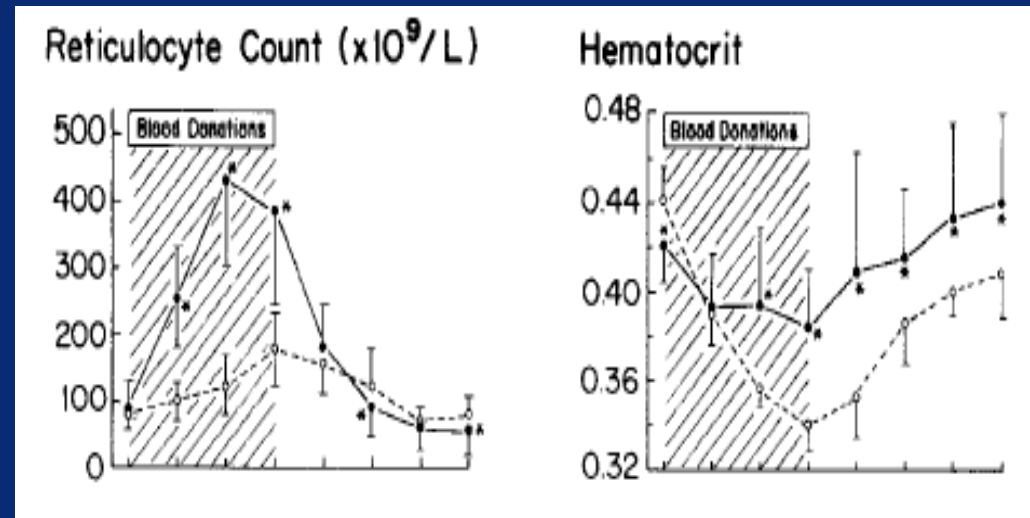 Reticulocyte Count (x10⁹/L)
500
400
300
200
100
0
Blood Donations
Hematocrit
0.48
0.44
0.40
0.36
0.32
Blood Donations